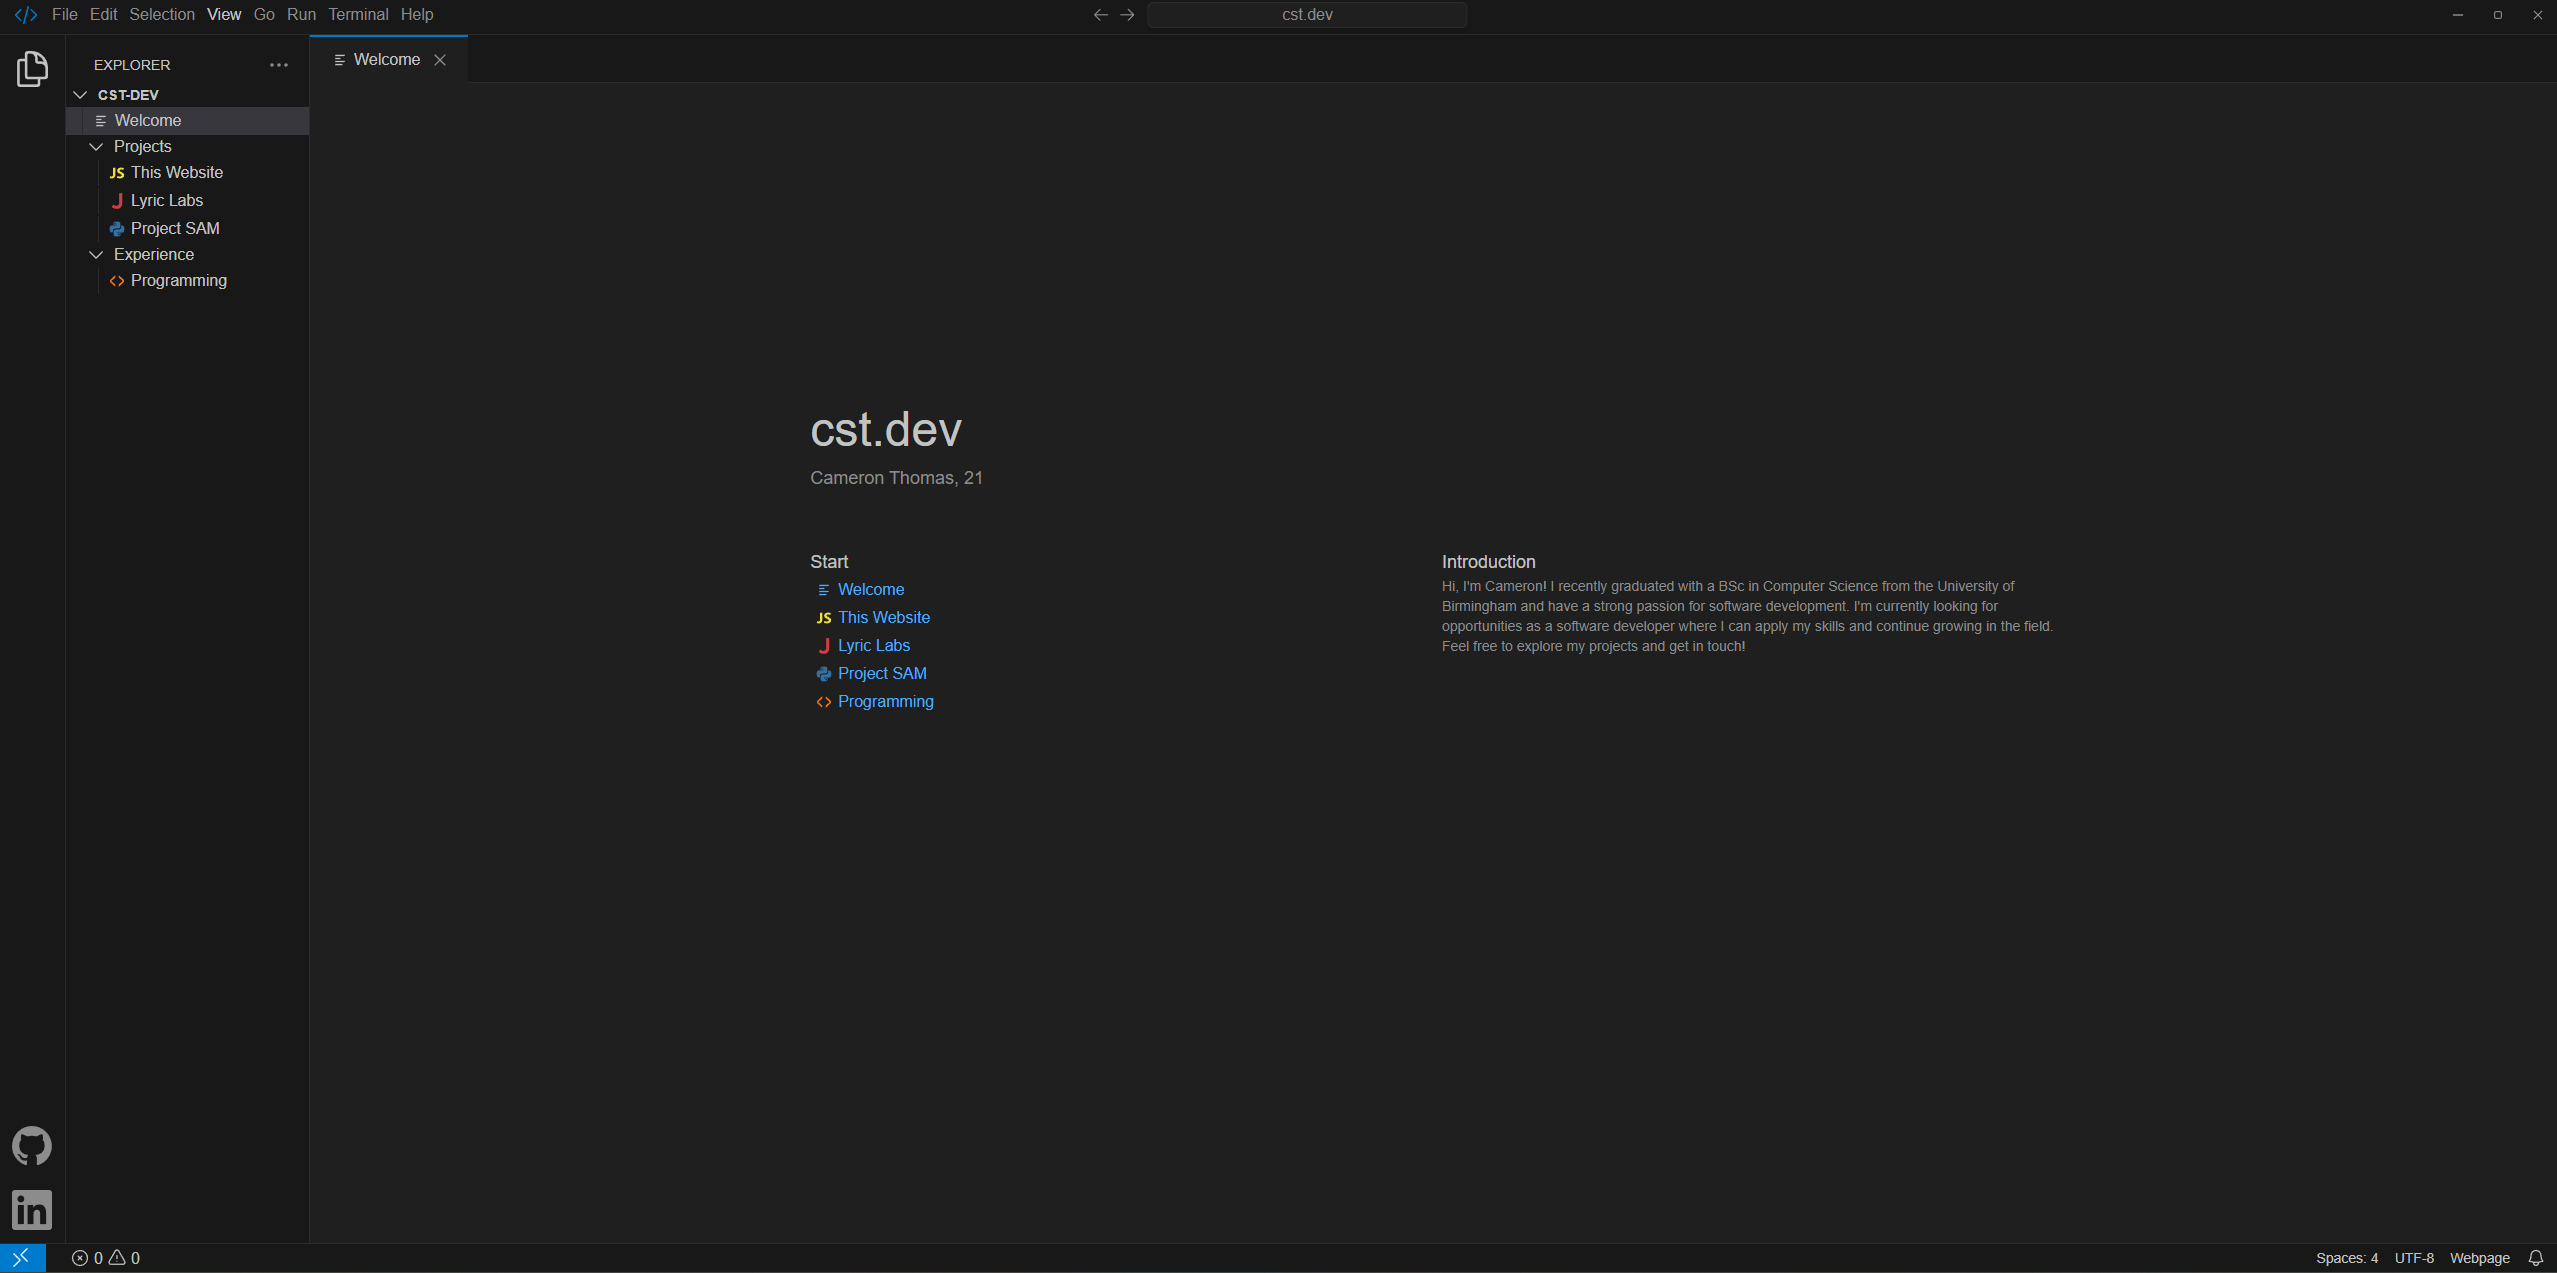 File Edit Selection View Go Run Terminal Help
cst.dev
EXPLORER
Welcome
CST-DEV
Welcome
Projects
JS This Website
J Lyric Labs
Project SAM
Experience
Programming
cst.dev
Cameron Thomas, 21
Start
Welcome
JS This Website
J Lyric Labs
Project SAM
Programming
Introduction
Hi, I'm Cameron! I recently graduated with a BSc in Computer Science from the University of
Birmingham and have a strong passion for software development. I'm currently looking for
opportunities as a software developer where I can apply my skills and continue growing in the field.
Feel free to explore my projects and get in touch!
in
0 0
Spaces: 4 UTF-8 Webpage